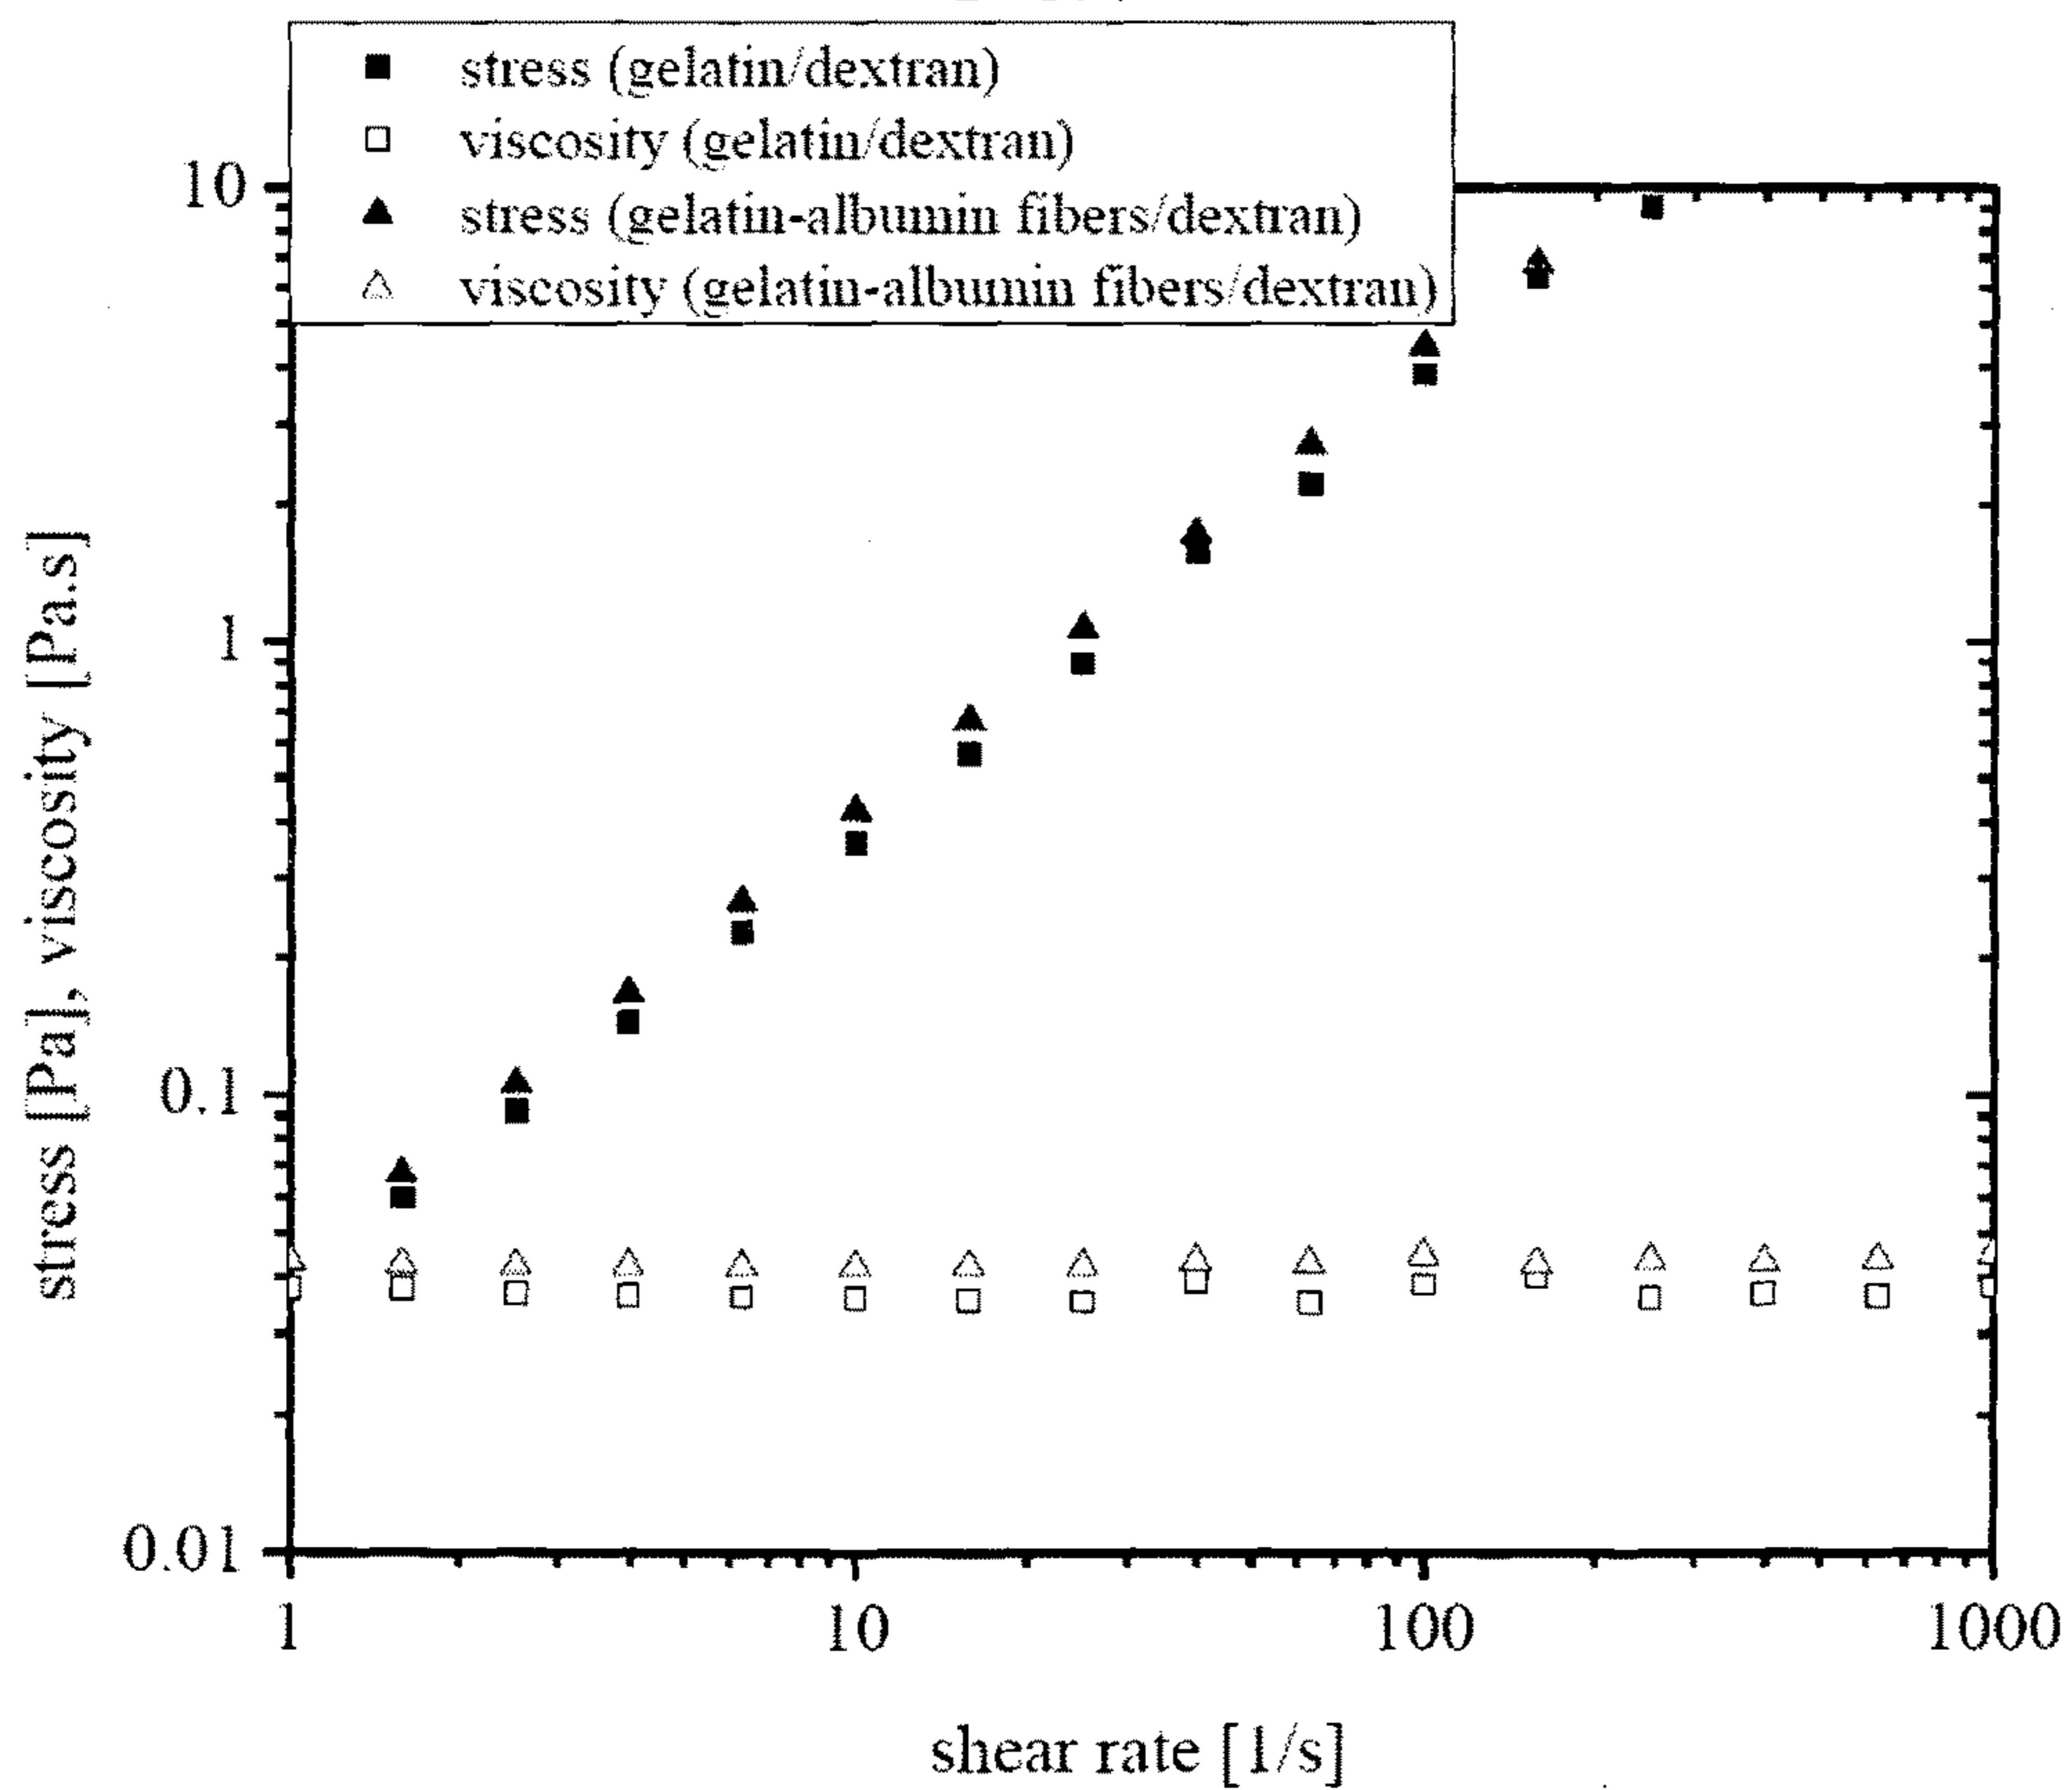 stress (gelatin/dextran)
viscosity (gelatin/dextran)
stress (gelatin-albumin fibers/dextran)
viscosity (gelatin-albumin fibers/dextran)
10
1
0.1
0.01
stress [Pa], viscosity [Pa.s]
1
10
100
1000
shear rate [1/s]